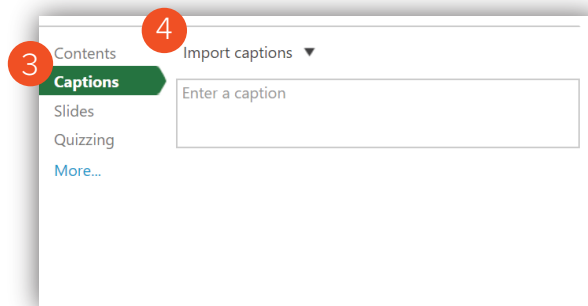 4
Contents
Import captions ▼
3
Captions
Enter a caption
Slides
Quizzing
More...